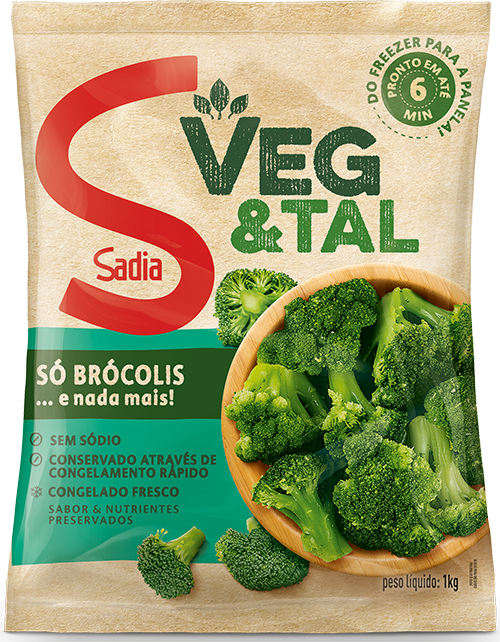 DO FREEZER PARA A PANELA!
PRONTO EM ATÉ
6
MIN
VEG
&TAL
S
Sadia
SÓ BRÓCOLIS
... e nada mais!
SEM SÓDIO
CONSERVADO ATRAVÉS DE
CONGELAMENTO RÁPIDO
CONGELADO FRESCO
SABOR & NUTRIENTES
PRESERVADOS
peso líquido: 1kg